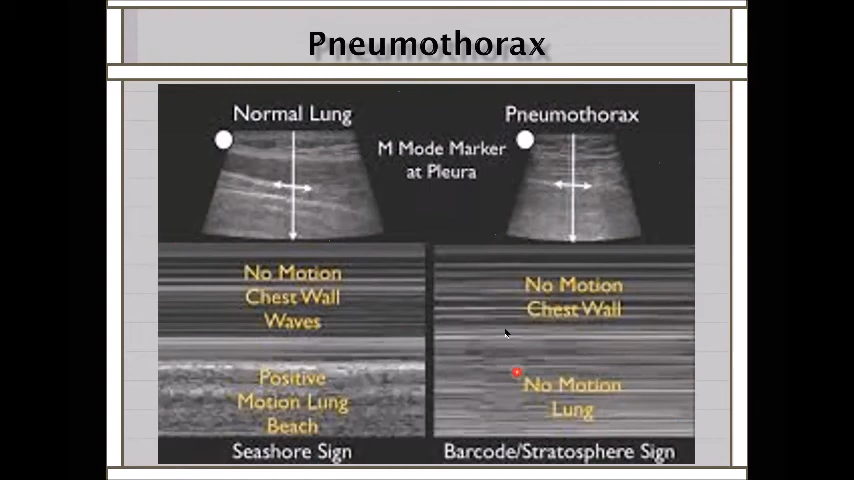 Pneumothorax
Normal Lung
Pneumothorax
M Mode Marker
at Pleura
No Motion
Chest Wall
Waves
Positive
Motion Lung
Beach
Seashore Sign
No Motion
Chest Wall
No Motion
Lung
Barcode/Stratosphere Sign